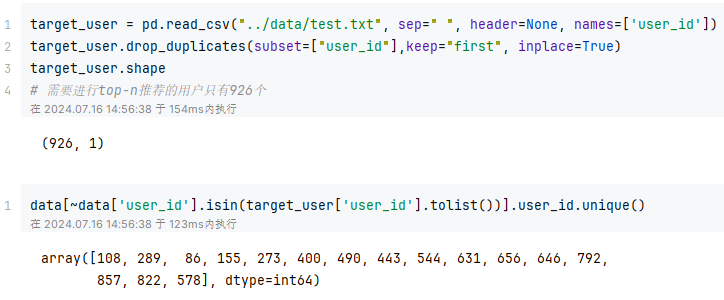 1 target_user = pd.read_csv("../data/test.txt", sep=" ", header=None, names=['user_id'])
2 target_user.drop_duplicates(subset=["user_id"],keep="first", inplace=True)
3 target_user.shape
4 # 需要进行top-n推荐的用户只有926个
在 2024.07.16 14:56:38 于 154ms内执行
(926, 1)
1 data[~data['user_id'].isin(target_user['user_id'].tolist())].user_id.unique()
在 2024.07.16 14:56:38 于 123ms内执行
array([108, 289,  86, 155, 273, 400, 490, 443, 544, 631, 656, 646, 792,
857, 822, 578], dtype=int64)